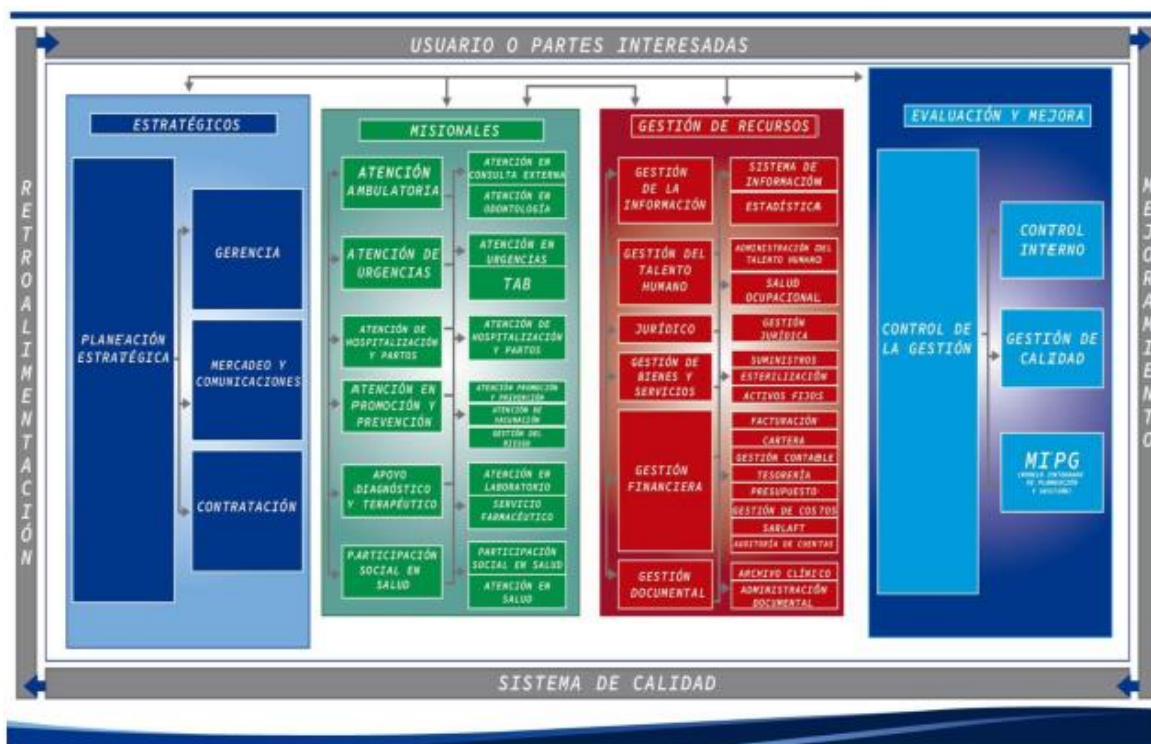 USUARIO O PARTES INTERESADAS
RETROALIMENTACIÓN
MEJORAMIENTO
ESTRATÉGICOS
PLANEACIÓN
ESTRATÉGICA
GERENCIA
MERCADEO Y
COMUNICACIONES
CONTRATACIÓN
MISIONALES
ATENCIÓN
AMBULATORIA
ATENCIÓN EN
CONSULTA EXTERNA
ATENCIÓN EN
ODONTOLOGÍA
ATENCIÓN DE
URGENCIAS
ATENCIÓN EN
URGENCIAS
TAB
ATENCIÓN DE
HOSPITALIZACIÓN
Y PARTOS
ATENCIÓN DE
HOSPITALIZACIÓN
Y PARTOS
ATENCIÓN EN
PROMOCIÓN Y
PREVENCIÓN
ATENCIÓN PROMOCIÓN
Y PREVENCIÓN
ATENCIÓN DE
VACUNACIÓN
GESTIÓN DEL
RIESGO
APOYO
DIAGNÓSTICO
Y TERAPÉUTICO
ATENCIÓN EN
LABORATORIO
SERVICIO
FARMACÉUTICO
PARTICIPACIÓN
SOCIAL EN
SALUD
PARTICIPACIÓN
SOCIAL EN SALUD
ATENCIÓN EN
SALUD
GESTIÓN DE RECURSOS
GESTIÓN
DE LA
INFORMACIÓN
SISTEMA DE
INFORMACIÓN
ESTADÍSTICA
GESTIÓN DEL
TALENTO
HUMANO
ADMINISTRACIÓN DEL
TALENTO HUMANO
SALUD
OCUPACIONAL
JURÍDICO
GESTIÓN
JURÍDICA
GESTIÓN DE
BIENES Y
SERVICIOS
SUMINISTROS
ESTERILIZACIÓN
ACTIVOS FIJOS
GESTIÓN
FINANCIERA
FACTURACIÓN
CARTERA
GESTIÓN CONTABLE
TESORERÍA
PRESUPUESTO
GESTIÓN DE COSTOS
SARLAFT
AUDITORÍA DE CUENTAS
GESTIÓN
DOCUMENTAL
ARCHIVO CLÍNICO
ADMINISTRACIÓN
DOCUMENTAL
EVALUACIÓN Y MEJORA
CONTROL DE
LA GESTIÓN
CONTROL
INTERNO
GESTIÓN DE
CALIDAD
MIPG
(MODELO INTEGRADO
DE PLANEACIÓN
Y GESTIÓN)
SISTEMA DE CALIDAD